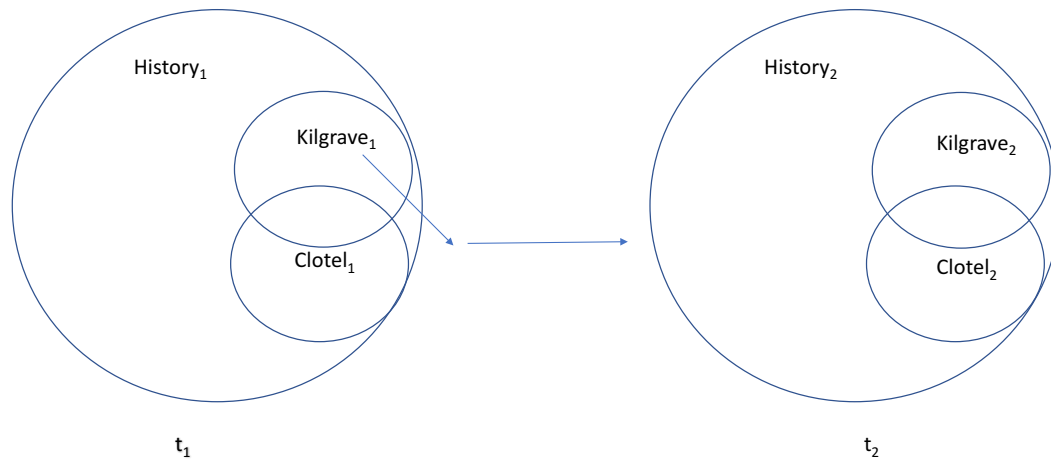 History₁
Kilgrave₁
Clotel₁
t₁
History₂
Kilgrave₂
Clotel₂
t₂